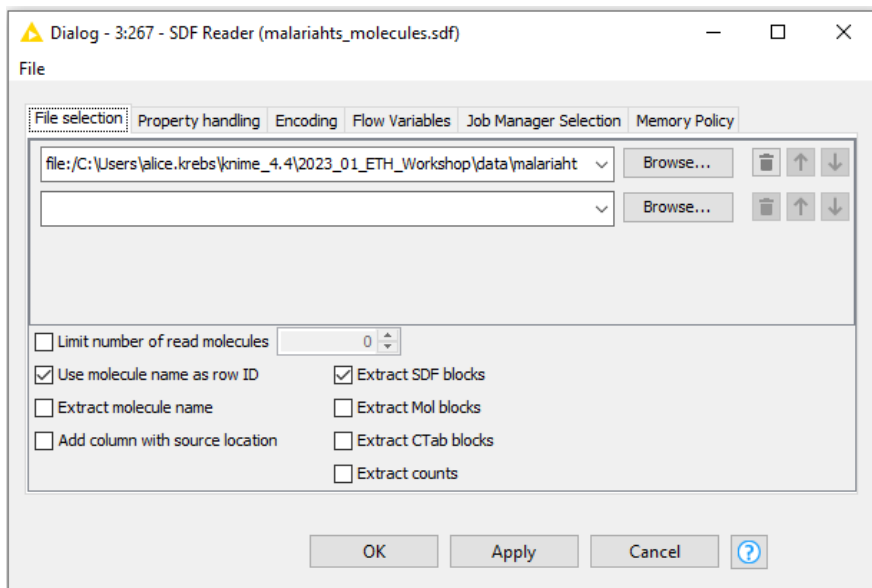 Dialog - 3:267 - SDF Reader (malariahts_molecules.sdf)
File
File selection Property handling Encoding Flow Variables Job Manager Selection Memory Policy
file:/C:\Users\alice.krebs\knime_4.4\2023_01_ETH_Workshop\data\malariaht Browse...
Browse...
Limit number of read molecules 0
Use molecule name as row ID Extract SDF blocks
Extract molecule name Extract Mol blocks
Add column with source location Extract CTab blocks
Extract counts
OK Apply Cancel ?